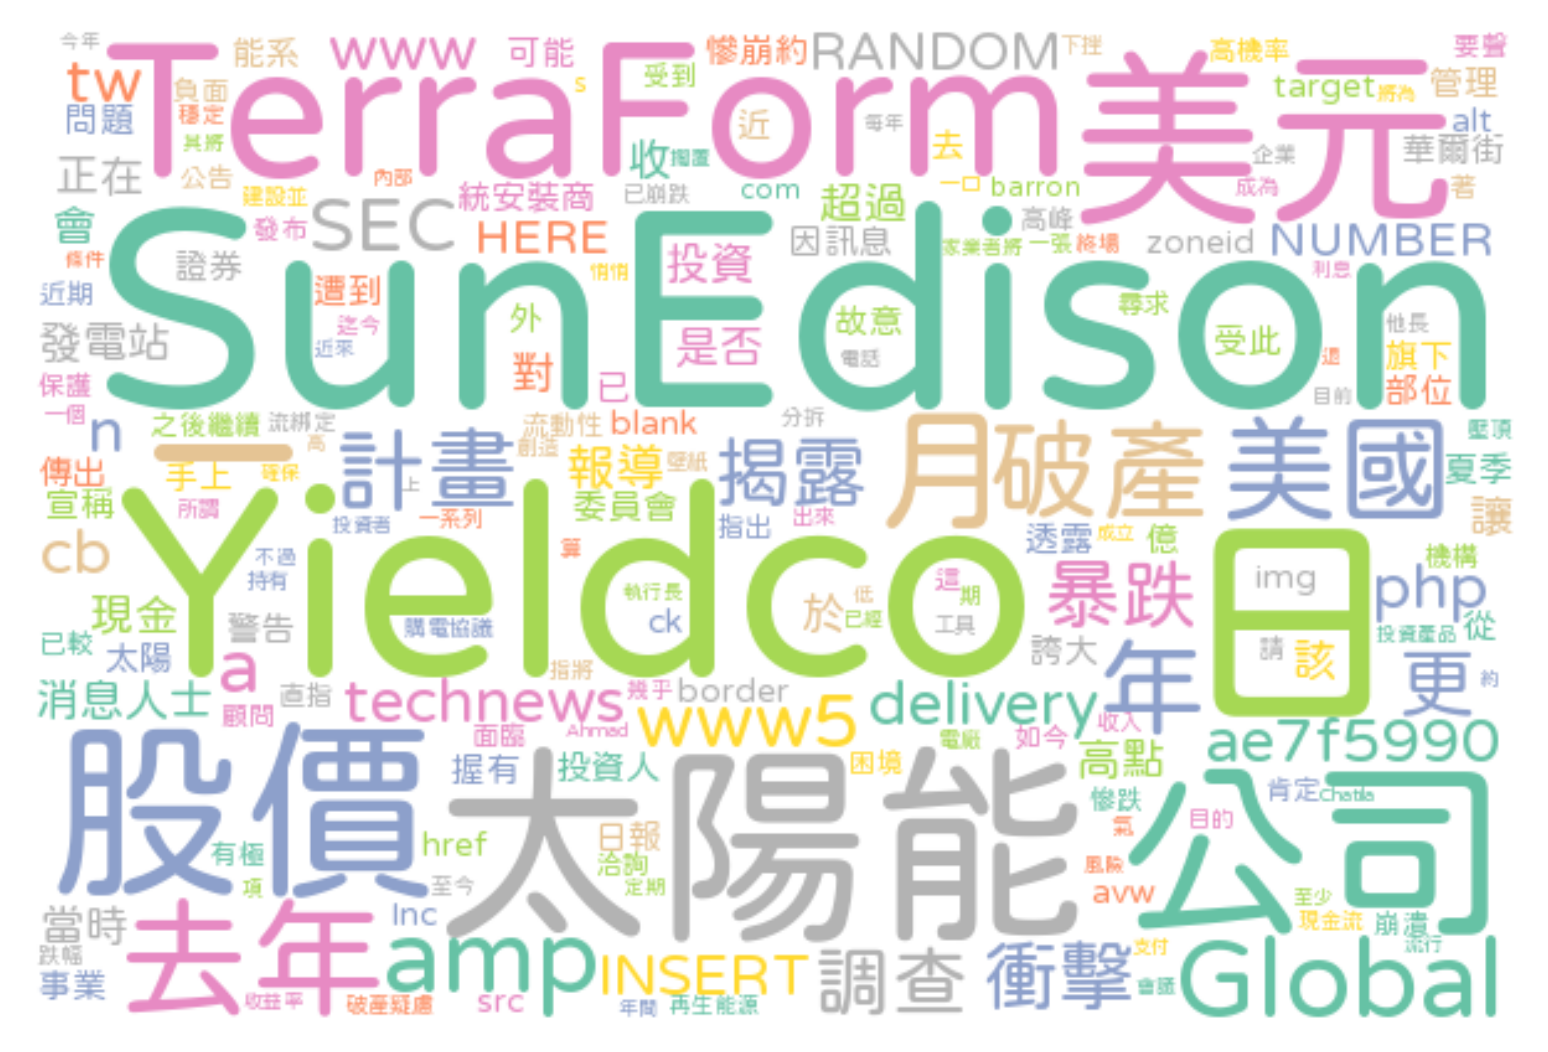 今年 TerraForm 能系 www 可能 慘崩約 RANDOM 下挫 美元 高機率 要聲
tw 負面 受到 s target 將為 管理
問題 穩定 近 每年 去 alt
其將 收 掏置 企業 華爾街
正在 公告 內部 統安裝商 已崩跌 com 超過 一口 barron 成為 著
建設並
會 發布 SEC HERE 投資 因訊息 高峰 家業者將 一張 終場 zoneid NUMBER
條件 證券 悄悄 利息
近期 SunEdison 遭到 外 故意 尋求 受此 他長
發電站 迄今 近來 是否 電話 還 旗下
保護 對 已 目前 部位
一個 n 之後繼續 流綁定 高 流動性 blank 分拆 月 破產 美國 壓頂
傳出 一 手上 確保 計畫 上 創造 報導 壁紙 揭露 夏季
宣稱 所謂 投資者 一系列 委員會 指出 出來 讓
cb Yieldco 不過 算 透露 成立 億 日 機構
持有 這 暴跌 img php
現金 警告 執行長 於 低 期
已較 太陽 購電協議 ck 已經 工具 誇大 請 該 投資產品 從
a 指將 年 更 約
消息人士 直指 technews 幾乎 border delivery
顧問 面臨 Ahmad www5 收入 ae7f5990
股價 握有 投資人 困境 電廠 如今 高點
太陽能 慘跌 公司 肯定 Chatila
有極 href 日報 氣 目的
項 至今 洽詢 定期 風險 avw 至少
當時 去年 Inc 現金流 崩潰
跌幅 amp INSERT 調查 衝擊 支付 Global 流行
事業 收益率 破產疑慮 src 年間 再生能源 會議